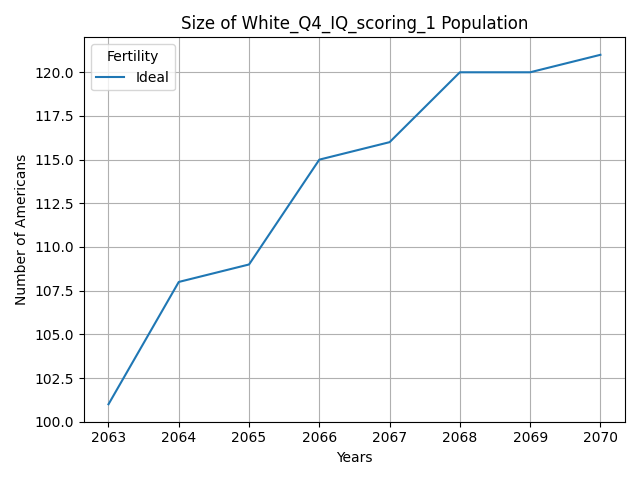 Size of White_Q4_IQ_scoring_1 Population
Fertility
Ideal
Number of Americans
120.0
117.5
115.0
112.5
110.0
107.5
105.0
102.5
100.0
2063 2064 2065 2066 2067 2068 2069 2070
Years